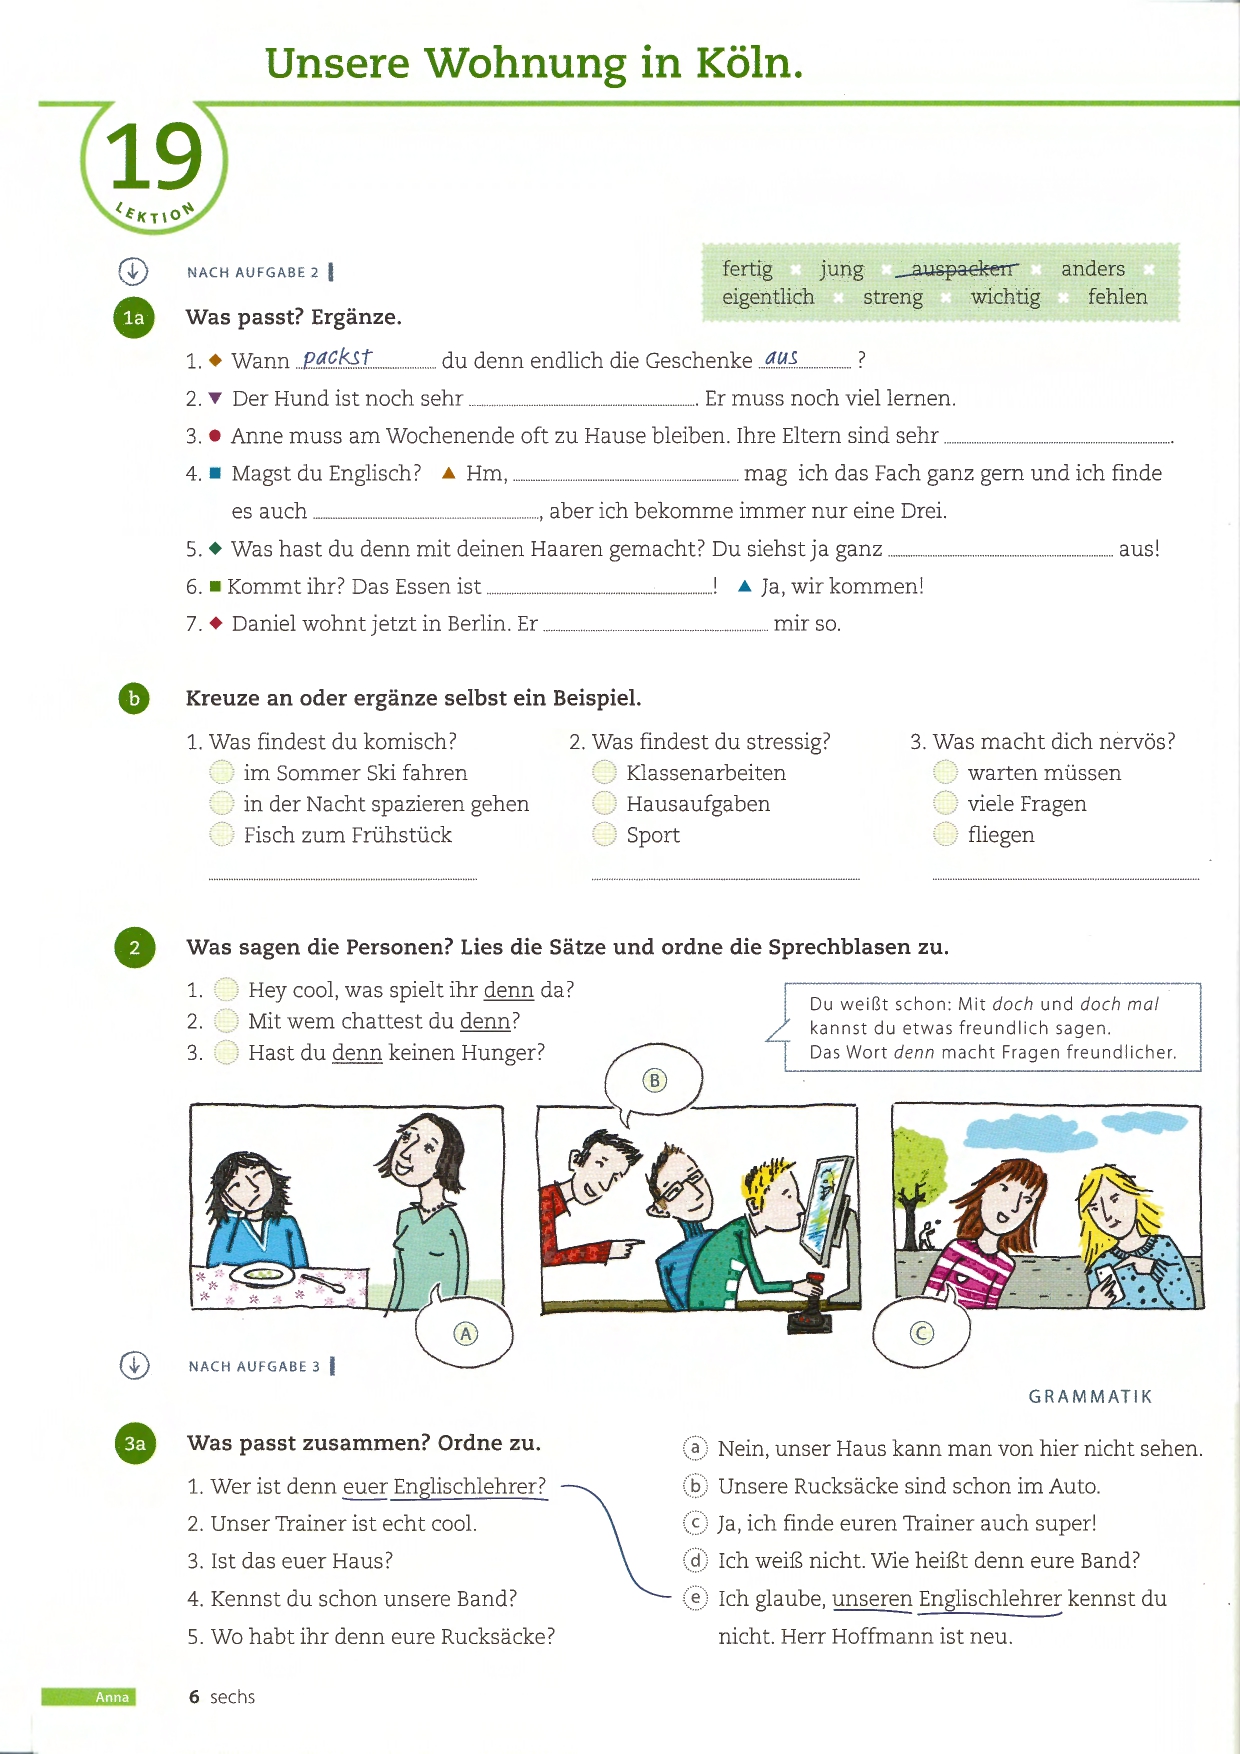 Unsere Wohnung in Köln.
19
LEKTION
NACH AUFGABE 2
fertig jung auspacken anders
eigentlich streng wichtig fehlen
1a Was passt? Ergänze.
1. Wann packst du denn endlich die Geschenke aus ?
2. Der Hund ist noch sehr . Er muss noch viel lernen.
3. Anne muss am Wochenende oft zu Hause bleiben. Ihre Eltern sind sehr .
4. Magst du Englisch? Hm, mag ich das Fach ganz gern und ich finde
es auch , aber ich bekomme immer nur eine Drei.
5. Was hast du denn mit deinen Haaren gemacht? Du siehst ja ganz aus!
6. Kommt ihr? Das Essen ist ! Ja, wir kommen!
7. Daniel wohnt jetzt in Berlin. Er mir so.
b Kreuze an oder ergänze selbst ein Beispiel.
1. Was findest du komisch?
im Sommer Ski fahren
in der Nacht spazieren gehen
Fisch zum Frühstück
2. Was findest du stressig?
Klassenarbeiten
Hausaufgaben
Sport
3. Was macht dich nervös?
warten müssen
viele Fragen
fliegen
2 Was sagen die Personen? Lies die Sätze und ordne die Sprechblasen zu.
1. Hey cool, was spielt ihr denn da?
2. Mit wem chattest du denn?
3. Hast du denn keinen Hunger?
Du weißt schon: Mit doch und doch mal
kannst du etwas freundlich sagen.
Das Wort denn macht Fragen freundlicher.
B
A
C
NACH AUFGABE 3
GRAMMATIK
3a Was passt zusammen? Ordne zu.
1. Wer ist denn euer Englischlehrer?
2. Unser Trainer ist echt cool.
3. Ist das euer Haus?
4. Kennst du schon unsere Band?
5. Wo habt ihr denn eure Rucksäcke?
a Nein, unser Haus kann man von hier nicht sehen.
b Unsere Rucksäcke sind schon im Auto.
c Ja, ich finde euren Trainer auch super!
d Ich weiß nicht. Wie heißt denn eure Band?
e Ich glaube, unseren Englischlehrer kennst du
nicht. Herr Hoffmann ist neu.
Anna
6 sechs